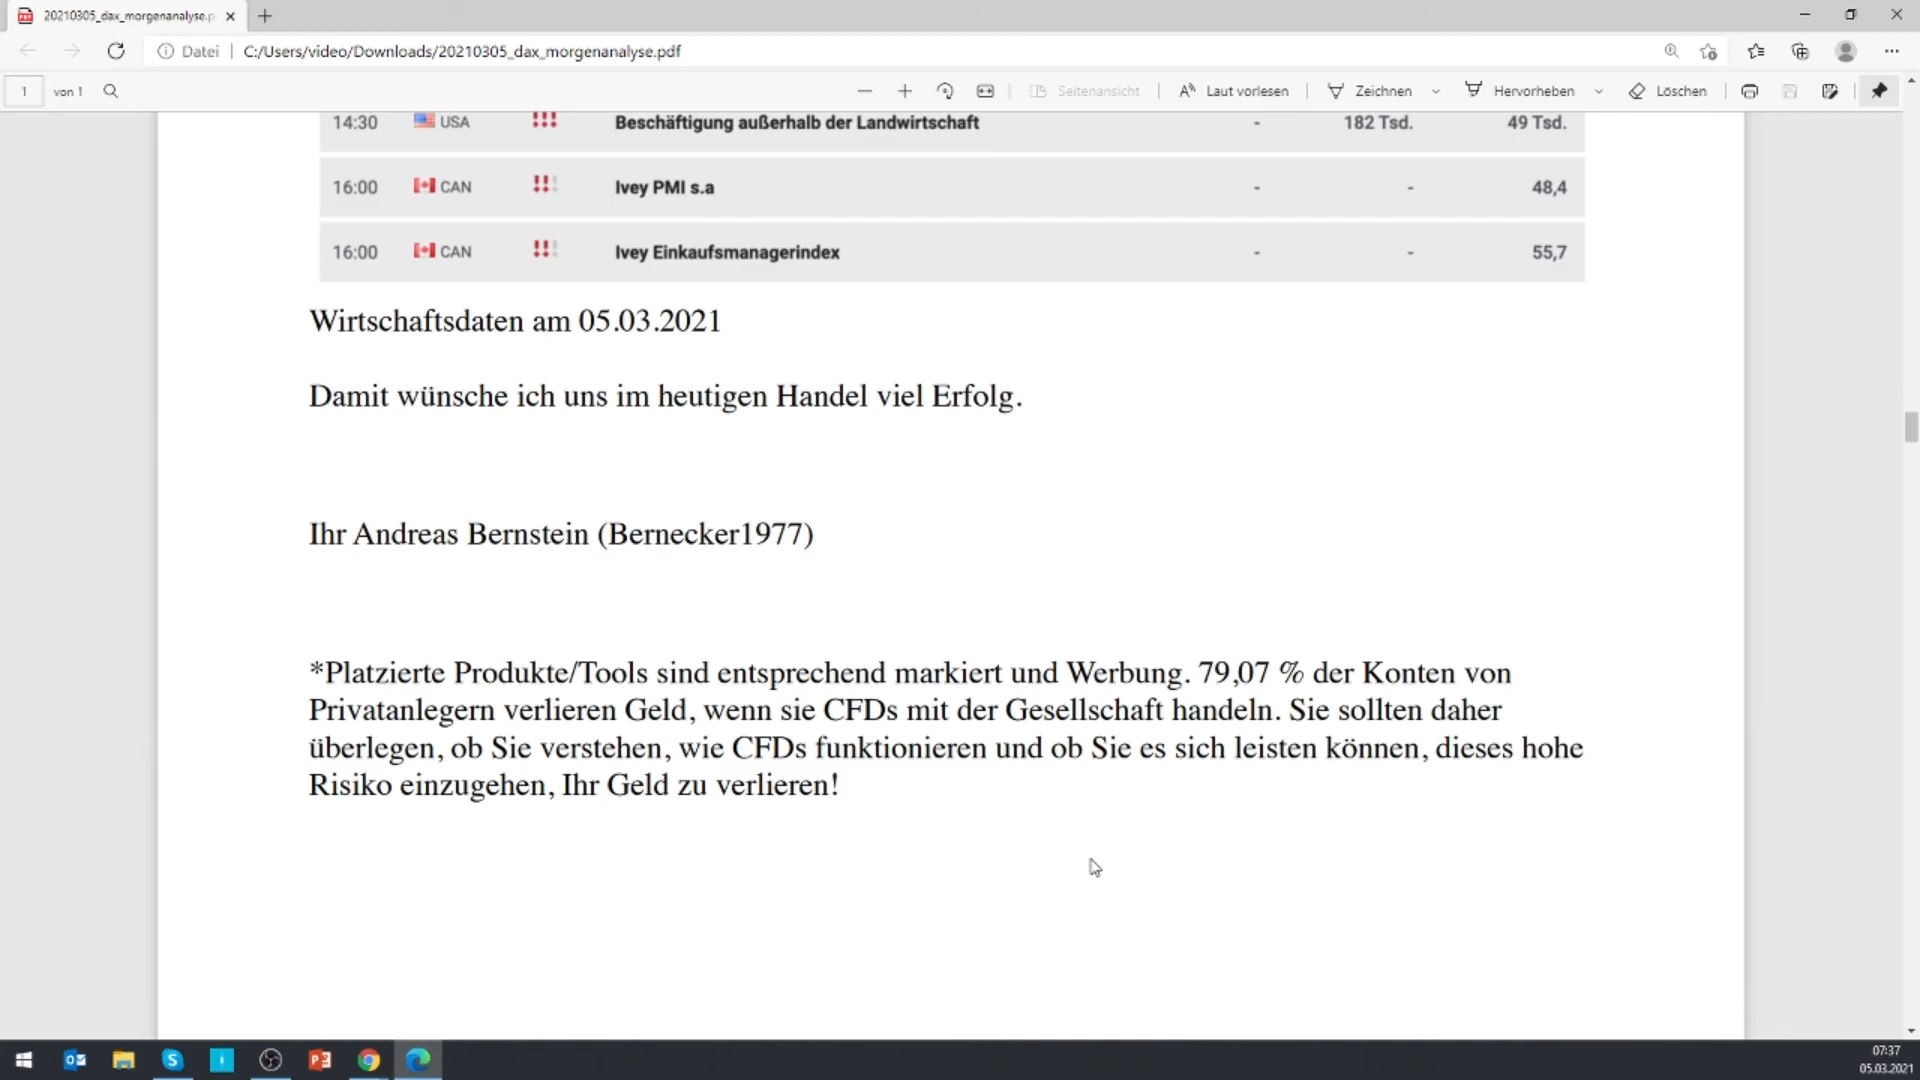 20210305_dax_morgenanalyse.p
Datei
C:/Users/video/Downloads/20210305_dax_morgenanalyse.pdf
1 von 1
Seitenansicht
Laut vorlesen
Zeichnen
Hervorheben
Löschen
14:30 USA Beschäftigung außerhalb der Landwirtschaft - 182 Tsd. 49 Tsd.
16:00 CAN Ivey PMI s.a - - 48,4
16:00 CAN Ivey Einkaufsmanagerindex - - 55,7
Wirtschaftsdaten am 05.03.2021
Damit wünsche ich uns im heutigen Handel viel Erfolg.
Ihr Andreas Bernstein (Bernecker1977)
*Platzierte Produkte/Tools sind entsprechend markiert und Werbung. 79,07 % der Konten von
Privatanlegern verlieren Geld, wenn sie CFDs mit der Gesellschaft handeln. Sie sollten daher
überlegen, ob Sie verstehen, wie CFDs funktionieren und ob Sie es sich leisten können, dieses hohe
Risiko einzugehen, Ihr Geld zu verlieren!
07:37
05.03.2021